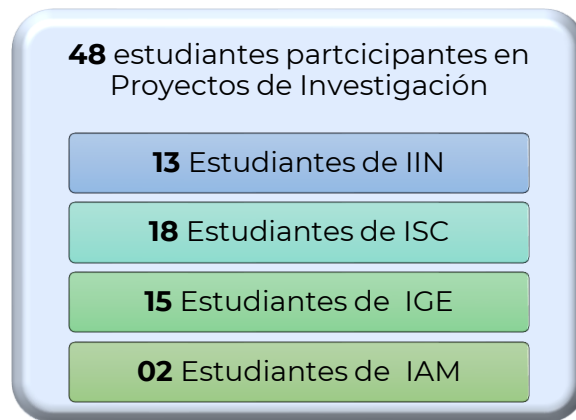 48 estudiantes partcicipantes en
Proyectos de Investigación
13 Estudiantes de IIN
18 Estudiantes de ISC
15 Estudiantes de IGE
02 Estudiantes de IAM